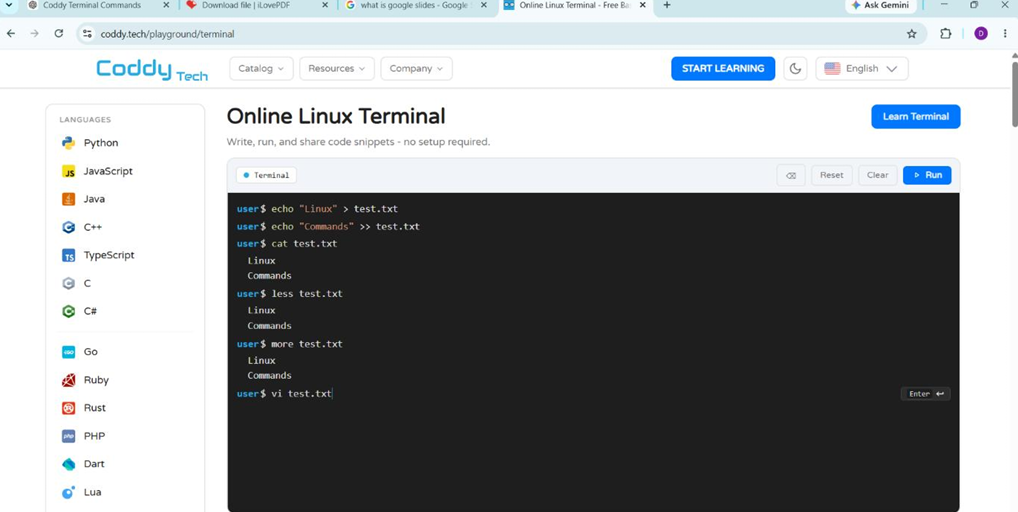 Coddy Terminal Commands
Download file | iLovePDF
what is google slides - Google
Online Linux Terminal - Free Ba
Ask Gemini
coddy.tech/playground/terminal
D
Coddy Tech
Catalog
Resources
Company
START LEARNING
English
LANGUAGES
Python
JS JavaScript
Java
C++
TS TypeScript
C
C#
Go
Ruby
Rust
php PHP
Dart
Lua
Online Linux Terminal
Learn Terminal
Write, run, and share code snippets - no setup required.
Terminal
Reset
Clear
Run
user$ echo "Linux" > test.txt
user$ echo "Commands" >> test.txt
user$ cat test.txt
Linux
Commands
user$ less test.txt
Linux
Commands
user$ more test.txt
Linux
Commands
user$ vi test.txt
Enter ↵